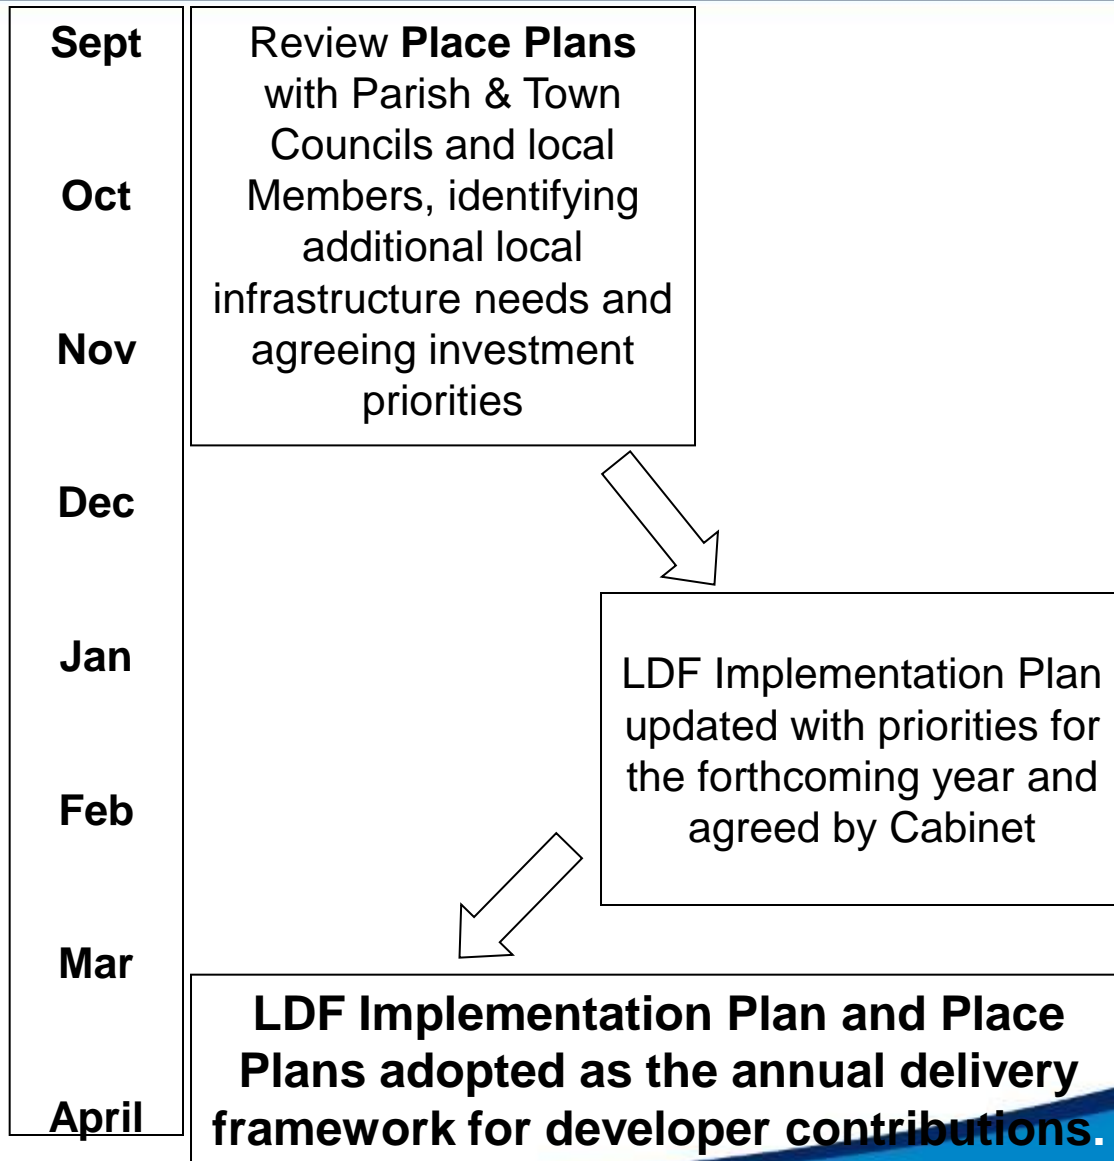 Sept
Oct
Nov
Dec
Jan
Feb
Mar
April
Review Place Plans
with Parish & Town
Councils and local
Members, identifying
additional local
infrastructure needs and
agreeing investment
priorities
LDF Implementation Plan
updated with priorities for
the forthcoming year and
agreed by Cabinet
LDF Implementation Plan and Place
Plans adopted as the annual delivery
framework for developer contributions.